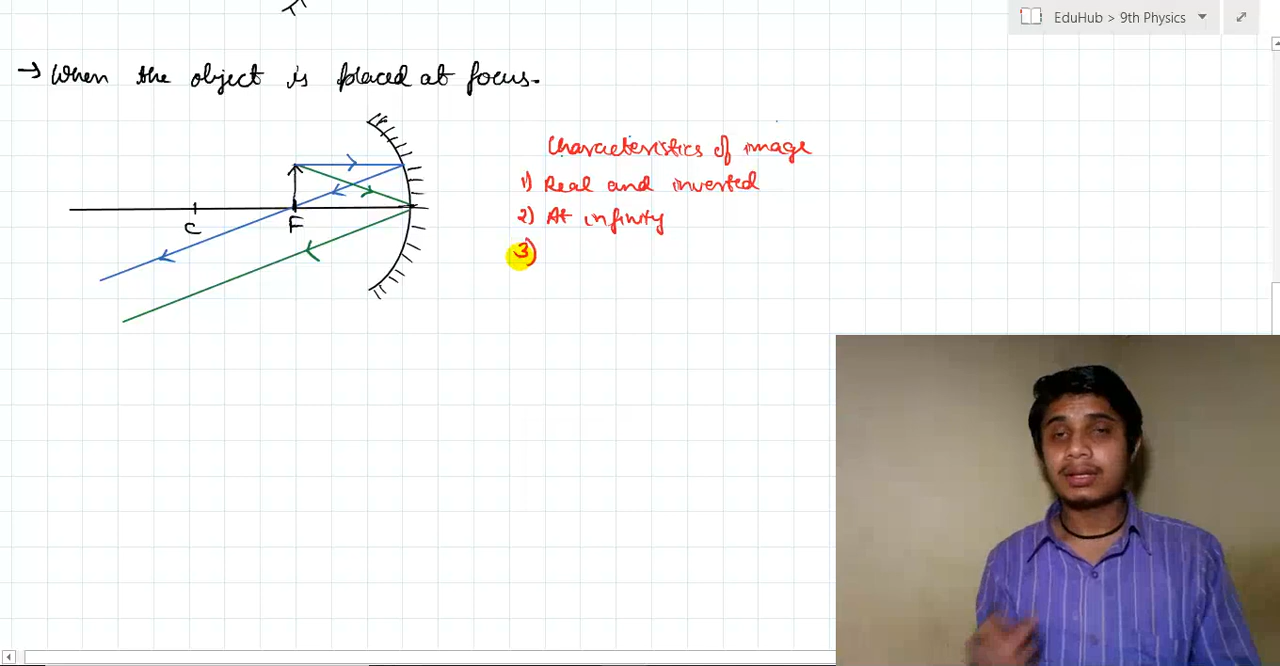 EduHub > 9th Physics
→ When the object is placed at focus.
Characteristics of image
1) Real and inverted
2) At infinity
3)
C
F